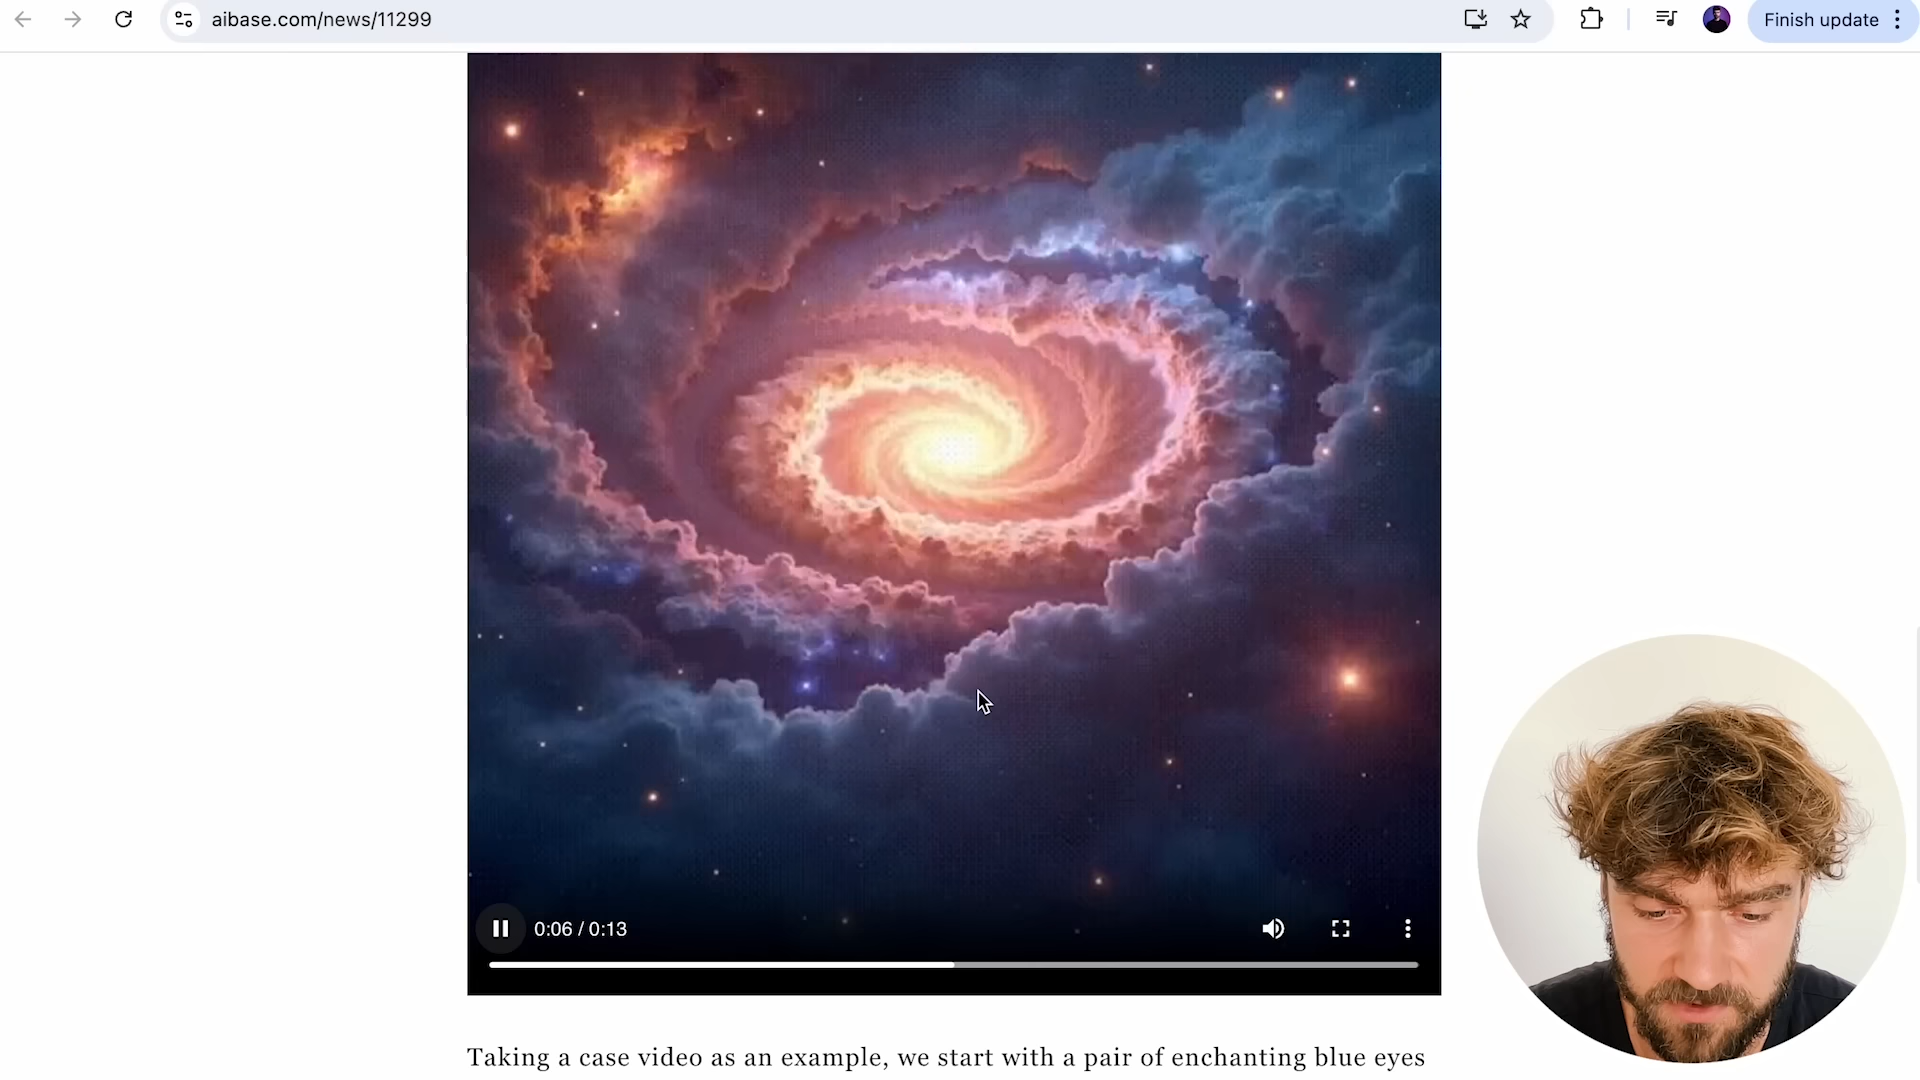 aibase.com/news/11299
Finish update
0:06 / 0:13
Taking a case video as an example, we start with a pair of enchanting blue eyes